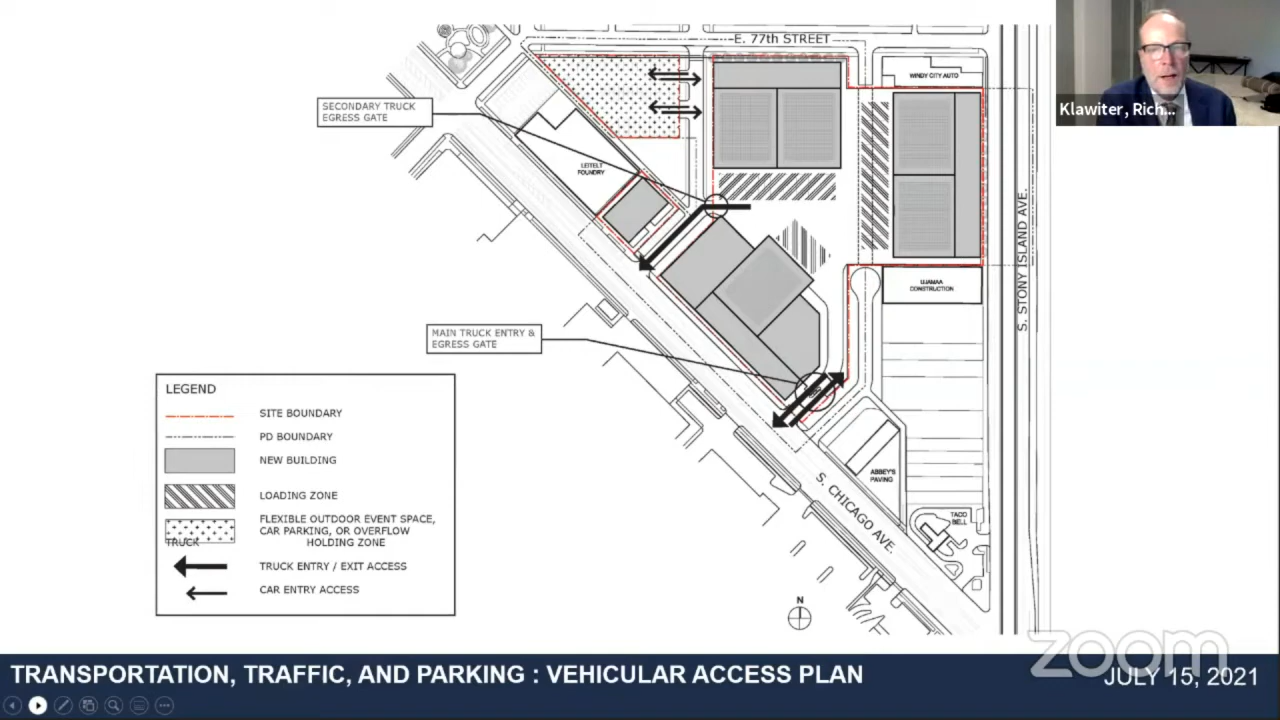 E. 77th STREET
WINDY CITY AUTO
Klawiter, Rich...
SECONDARY TRUCK
EGRESS GATE
LEITELT
FOUNDRY
S. STONY ISLAND AVE.
UJAMAA
CONSTRUCTION
MAIN TRUCK ENTRY &
EGRESS GATE
LEGEND
SITE BOUNDARY
PD BOUNDARY
NEW BUILDING
LOADING ZONE
FLEXIBLE OUTDOOR EVENT SPACE,
CAR PARKING, OR OVERFLOW
TRUCK HOLDING ZONE
TRUCK ENTRY / EXIT ACCESS
CAR ENTRY ACCESS
ABBEY'S
PAVING
S. CHICAGO AVE.
TACO
BELL
N
zoom
TRANSPORTATION, TRAFFIC, AND PARKING : VEHICULAR ACCESS PLAN
JULY 15, 2021